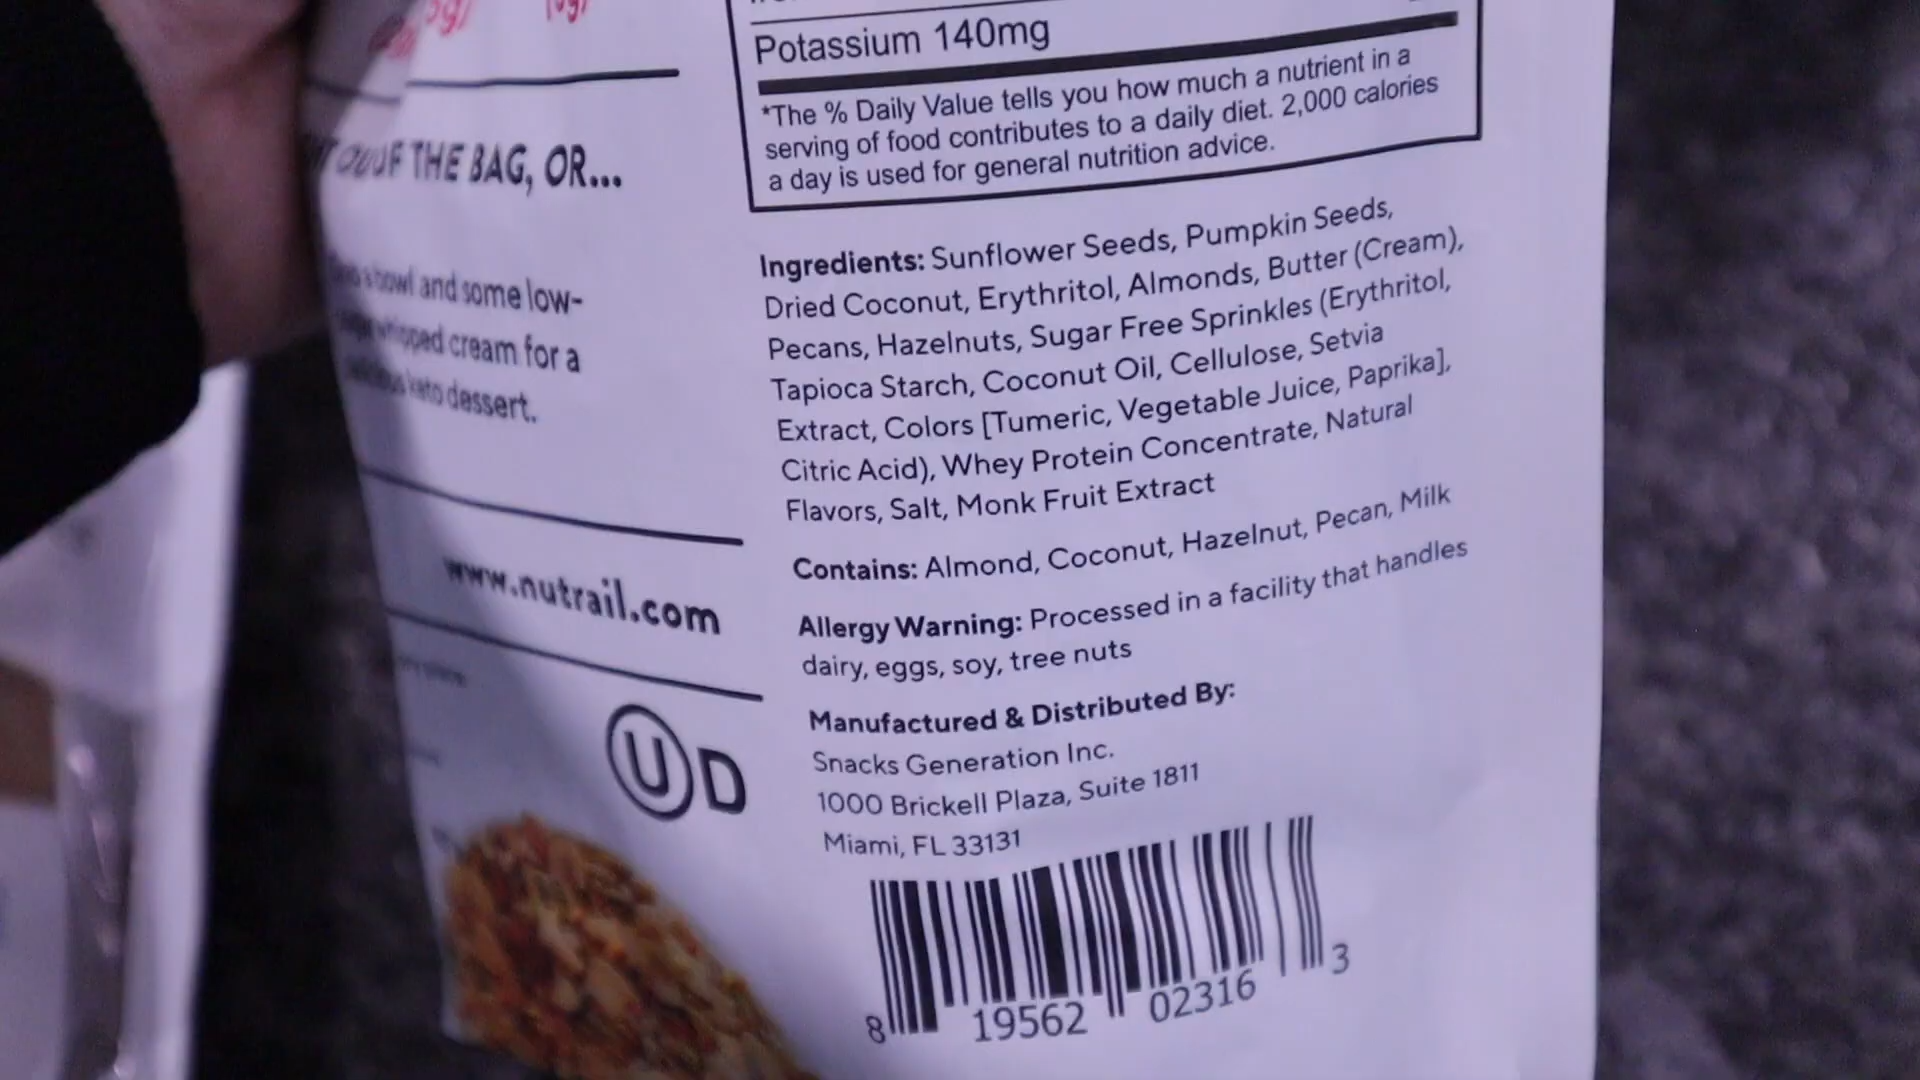 Potassium 140mg
*The % Daily Value tells you how much a nutrient in a
serving of food contributes to a daily diet. 2,000 calories
a day is used for general nutrition advice.
OF THE BAG, OR...
bowl and some low-
whipped cream for a
keto dessert.
www.nutrail.com
U D
Ingredients: Sunflower Seeds, Pumpkin Seeds,
Dried Coconut, Erythritol, Almonds, Butter (Cream),
Pecans, Hazelnuts, Sugar Free Sprinkles (Erythritol,
Tapioca Starch, Coconut Oil, Cellulose, Setvia
Extract, Colors [Tumeric, Vegetable Juice, Paprika],
Citric Acid), Whey Protein Concentrate, Natural
Flavors, Salt, Monk Fruit Extract
Contains: Almond, Coconut, Hazelnut, Pecan, Milk
Allergy Warning: Processed in a facility that handles
dairy, eggs, soy, tree nuts
Manufactured & Distributed By:
Snacks Generation Inc.
1000 Brickell Plaza, Suite 1811
Miami, FL 33131
8 19562 02316 3